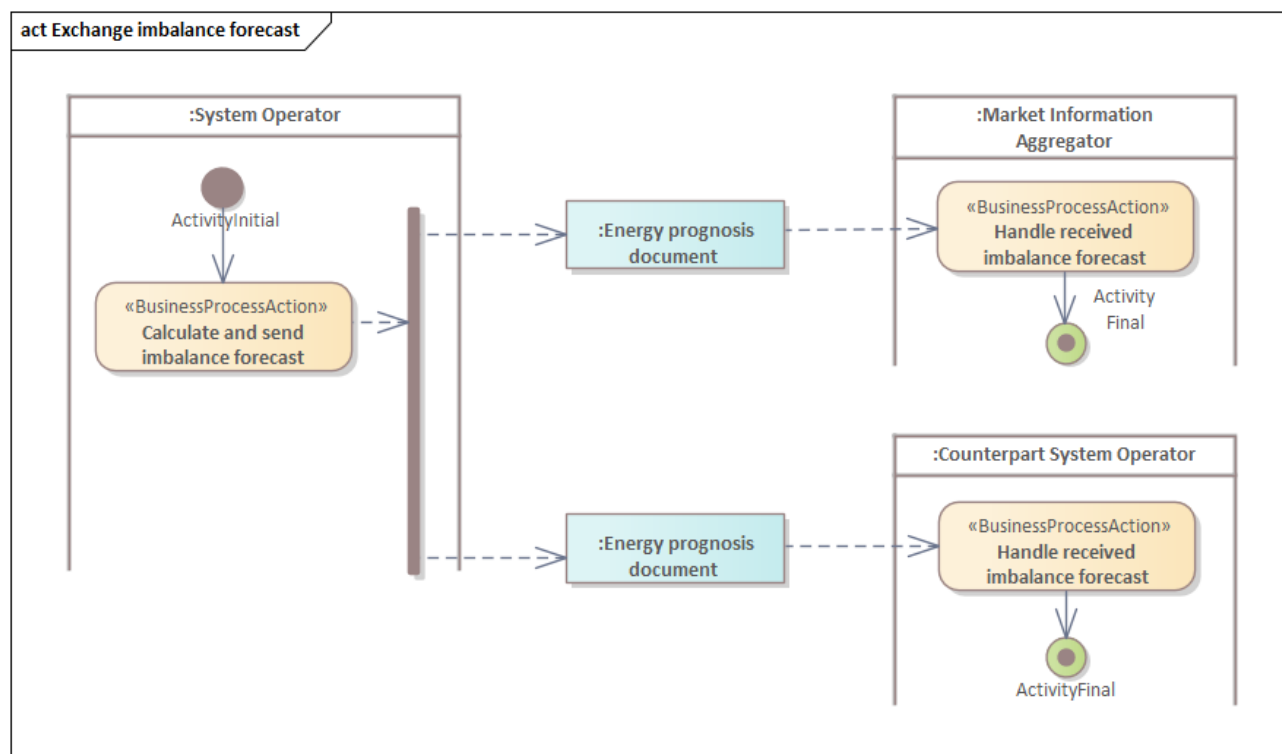 act Exchange imbalance forecast
:System Operator
ActivityInitial
«BusinessProcessAction»
Calculate and send
imbalance forecast
:Energy prognosis
document
:Market Information
Aggregator
«BusinessProcessAction»
Handle received
imbalance forecast
Activity
Final
:Energy prognosis
document
:Counterpart System Operator
«BusinessProcessAction»
Handle received
imbalance forecast
ActivityFinal